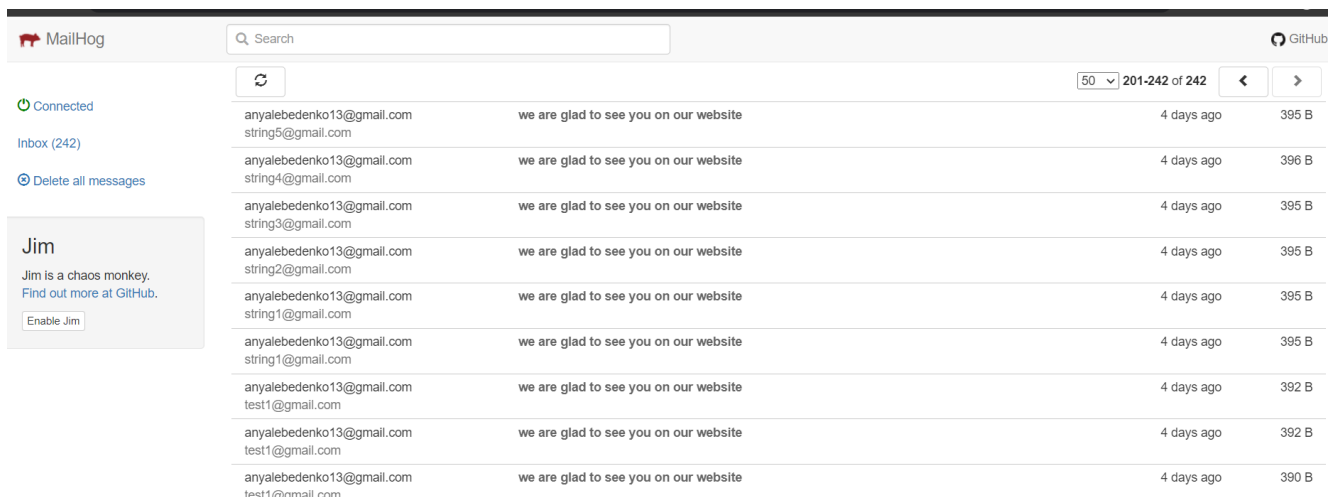 MailHog
Search
GitHub
50 201-242 of 242
Connected
Inbox (242)
Delete all messages
Jim
Jim is a chaos monkey.
Find out more at GitHub.
Enable Jim
anyalebedenko13@gmail.com we are glad to see you on our website 4 days ago 395 B
string5@gmail.com
anyalebedenko13@gmail.com we are glad to see you on our website 4 days ago 396 B
string4@gmail.com
anyalebedenko13@gmail.com we are glad to see you on our website 4 days ago 395 B
string3@gmail.com
anyalebedenko13@gmail.com we are glad to see you on our website 4 days ago 395 B
string2@gmail.com
anyalebedenko13@gmail.com we are glad to see you on our website 4 days ago 395 B
string1@gmail.com
anyalebedenko13@gmail.com we are glad to see you on our website 4 days ago 395 B
string1@gmail.com
anyalebedenko13@gmail.com we are glad to see you on our website 4 days ago 392 B
test1@gmail.com
anyalebedenko13@gmail.com we are glad to see you on our website 4 days ago 392 B
test1@gmail.com
anyalebedenko13@gmail.com we are glad to see you on our website 4 days ago 390 B
test1@gmail.com